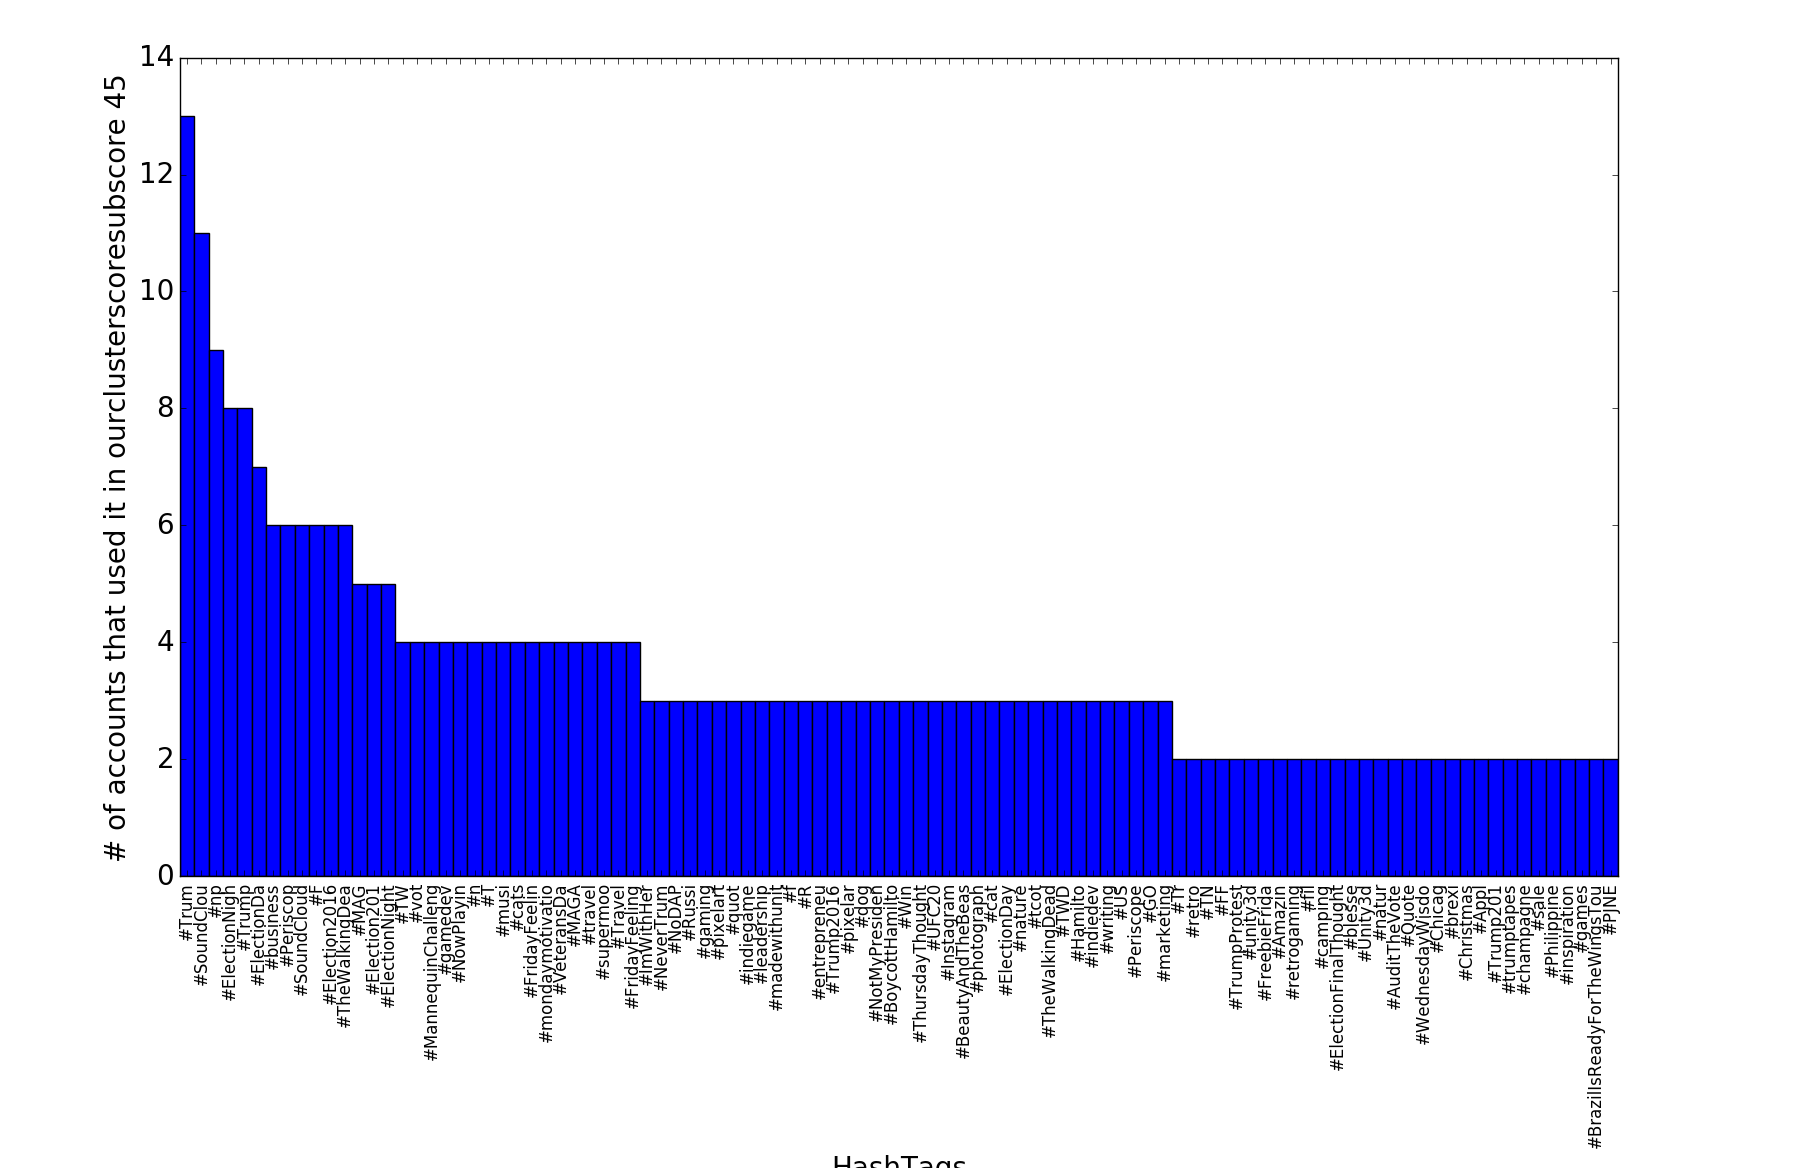 # of accounts that used it in ourclusterscoresubscore 45
14
12
10
8
6
4
2
0
#Trum
#SoundClou
#np
#ElectionNigh
#Trump
#ElectionDa
#business
#Periscop
#SoundCloud
#F
#Election2016
#TheWalkingDea
#MAG
#Election201
#ElectionNight
#TW
#vot
#MannequinChalleng
#gamedev
#NowPlayin
#n
#T
#musi
#cats
#FridayFeelin
#mondaymotivatio
#VeteransDa
#MAGA
#travel
#supermoo
#Travel
#FridayFeeling
#ImWithHer
#NeverTrum
#NoDAP
#Russi
#gaming
#pixelart
#quot
#indiegame
#leadership
#madewithunit
#f
#R
#entrepreneu
#Trump2016
#pixelar
#dog
#NotMyPresiden
#BoycottHamilto
#Win
#ThursdayThought
#UFC20
#Instagram
#BeautyAndTheBeas
#photograph
#cat
#ElectionDay
#nature
#tcot
#TheWalkingDead
#TWD
#Hamilto
#indiedev
#writing
#US
#Periscope
#GO
#marketing
#Tr
#retro
#TN
#FF
#TrumpProtest
#unity3d
#FreebieFrida
#Amazin
#retrogaming
#fil
#camping
#ElectionFinalThought
#blesse
#Unity3d
#natur
#AuditTheVote
#Quote
#WednesdayWisdo
#Chicag
#brexi
#Christmas
#Appl
#Trump201
#trumptapes
#champagne
#sale
#Philippine
#inspiration
#games
#BrazilIsReadyForTheWingsTou
#PJNE
HashTags